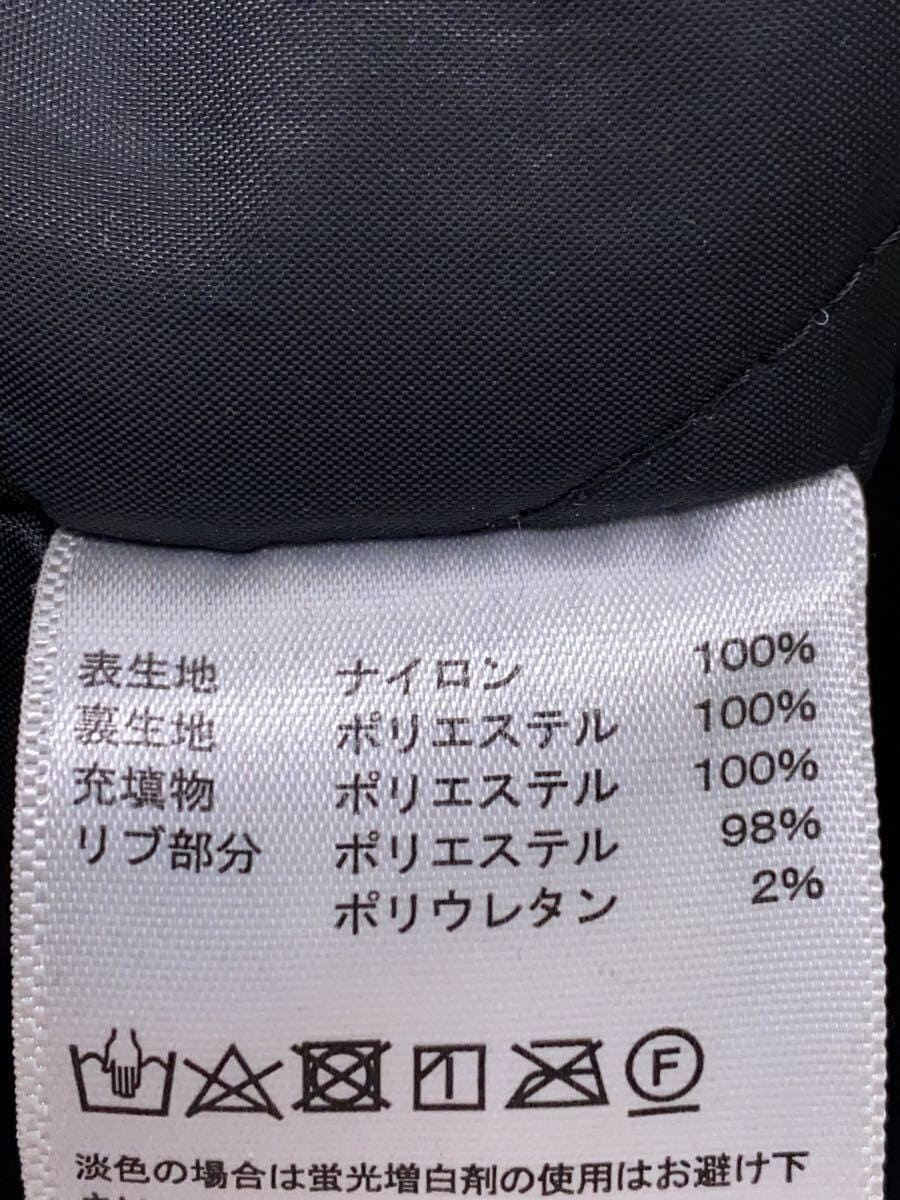 表生地 ナイロン 100%
裏生地 ポリエステル 100%
充填物 ポリエステル 100%
リブ部分 ポリエステル 98%
ポリウレタン 2%
F
淡色の場合は蛍光増白剤の使用はお避け下